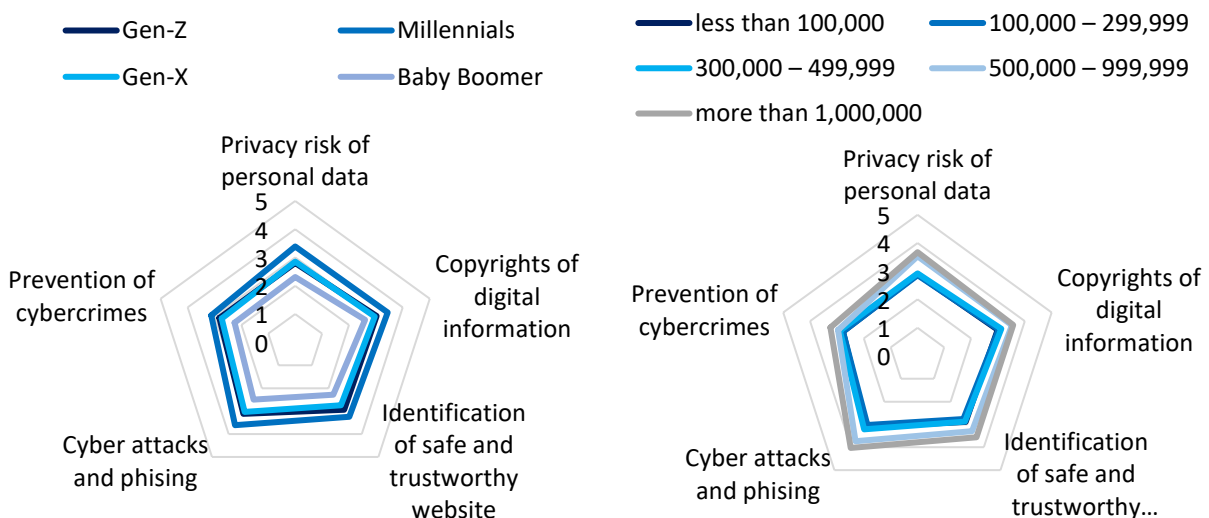 Gen-Z
Millennials
Gen-X
Baby Boomer
Privacy risk of
personal data
5
4
3
2
1
0
Copyrights of
digital
information
Identification
of safe and
trustworthy
website
Cyber attacks
and phising
Prevention of
cybercrimes
less than 100,000
100,000 – 299,999
300,000 – 499,999
500,000 – 999,999
more than 1,000,000
Privacy risk of
personal data
5
4
3
2
1
0
Copyrights of
digital
information
Identification
of safe and
trustworthy…
Cyber attacks
and phising
Prevention of
cybercrimes